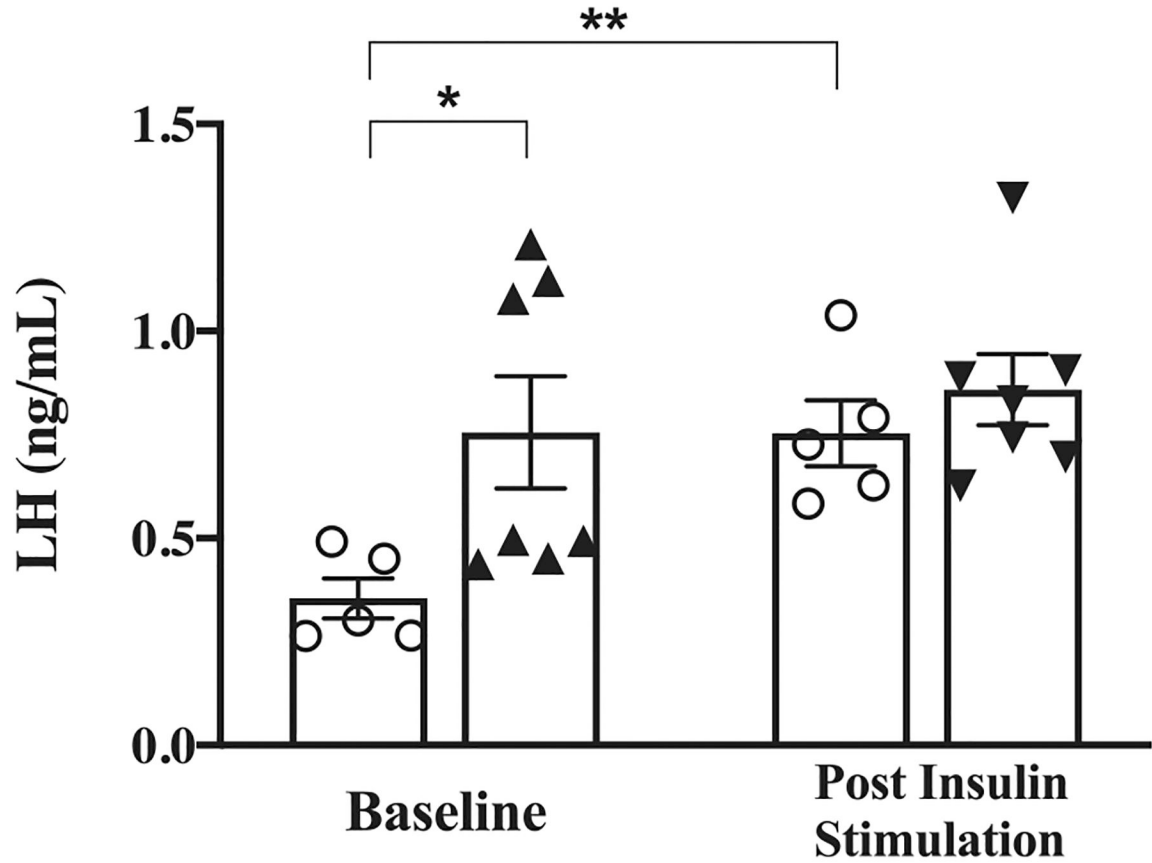 **
*
1.5
1.0
0.5
0.0
LH (ng/mL)
Baseline
Post Insulin
Stimulation